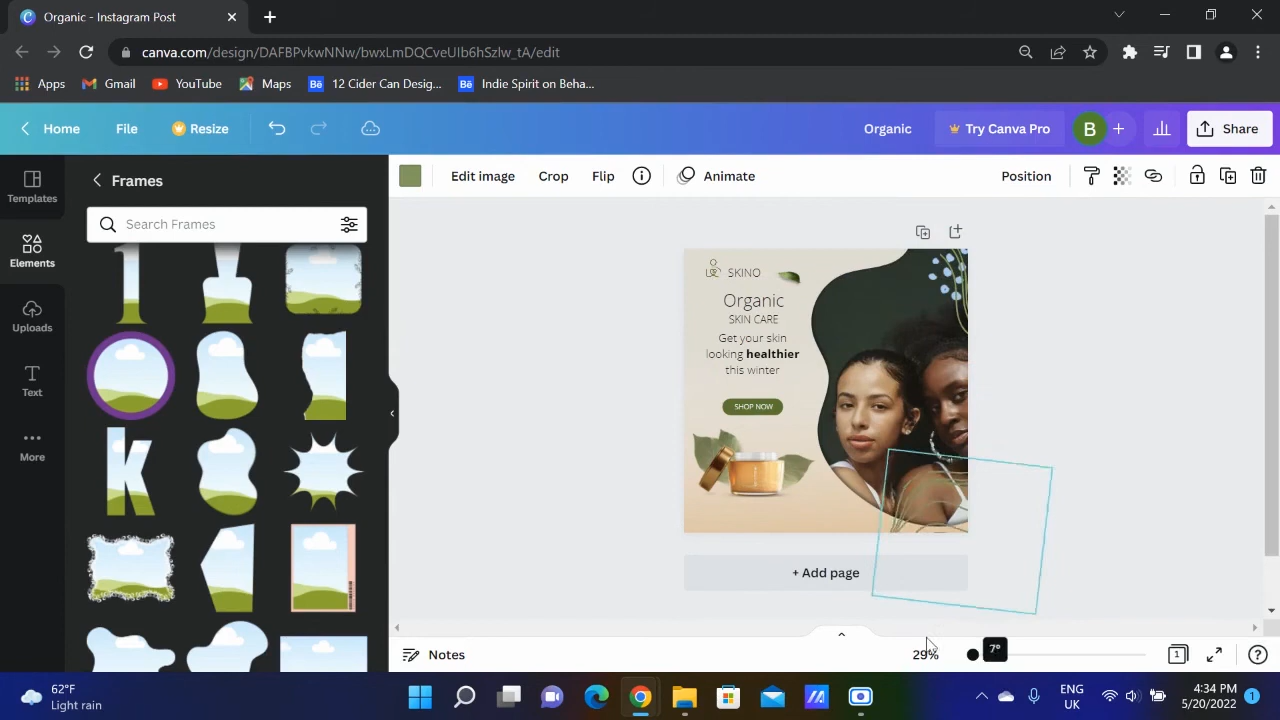 Organic - Instagram Post
canva.com/design/DAFBPvkwNNw/bwxLmDQCveUIb6hSzlw_tA/edit
Apps
Gmail
YouTube
Maps
12 Cider Can Desig...
Indie Spirit on Beha...
Home
File
Resize
Organic
Try Canva Pro
B
Share
Templates
Elements
Uploads
Text
More
Frames
Search Frames
Edit image
Crop
Flip
Animate
Position
SKINO
Organic
SKIN CARE
Get your skin
looking healthier
this winter
SHOP NOW
+ Add page
Notes
29%
7°
1
62°F
Light rain
ENG
UK
4:34 PM
5/20/2022
1